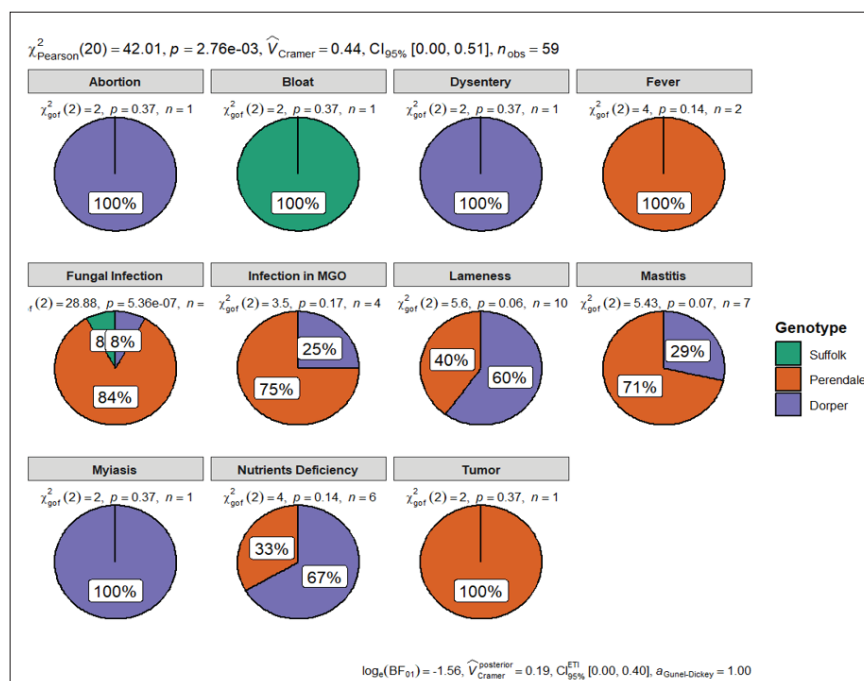 χ²Pearson(20) = 42.01, p = 2.76e-03, V̂Cramer = 0.44, CI95% [0.00, 0.51], nobs = 59
Abortion Bloat Dysentery Fever
χ²gof(2) = 2, p = 0.37, n = 1 χ²gof(2) = 2, p = 0.37, n = 1 χ²gof(2) = 2, p = 0.37, n = 1 χ²gof(2) = 4, p = 0.14, n = 2
100% 100% 100% 100%
Fungal Infection Infection in MGO Lameness Mastitis
(2) = 28.88, p = 5.36e-07, n = χ²gof(2) = 3.5, p = 0.17, n = 4 χ²gof(2) = 5.6, p = 0.06, n = 10 χ²gof(2) = 5.43, p = 0.07, n = 7
8 8% 84% 25% 75% 40% 60% 29% 71%
Genotype
Suffolk
Perendale
Dorper
Myiasis Nutrients Deficiency Tumor
χ²gof(2) = 2, p = 0.37, n = 1 χ²gof(2) = 4, p = 0.14, n = 6 χ²gof(2) = 2, p = 0.37, n = 1
100% 33% 67% 100%
loge(BF01) = -1.56, V̂posteriorCramer = 0.19, CIETI95% [0.00, 0.40], aGunel-Dickey = 1.00